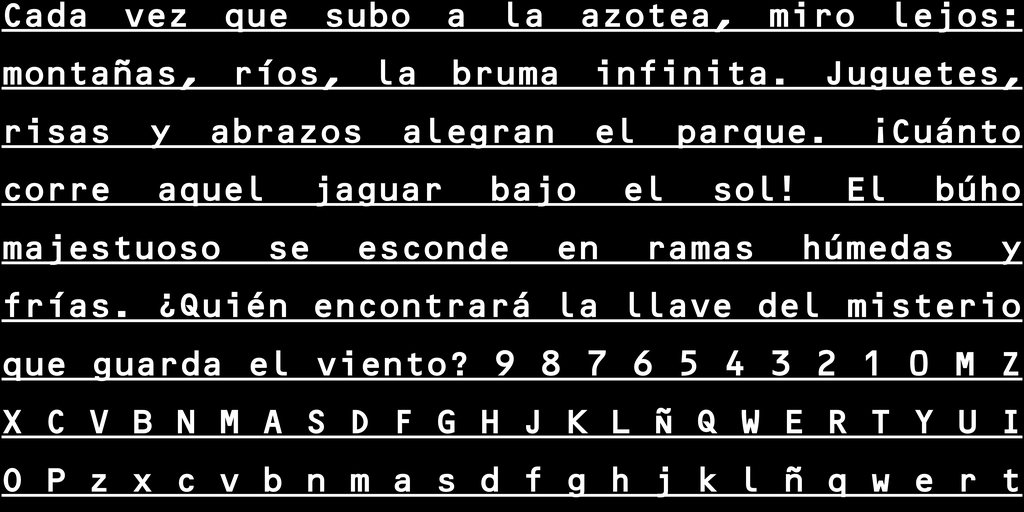 Cada vez que subo a la azotea, miro lejos:
montañas, ríos, la bruma infinita. Juguetes,
risas y abrazos alegran el parque. ¡Cuánto
corre aquel jaguar bajo el sol! El búho
majestuoso se esconde en ramas húmedas y
frías. ¿Quién encontrará la llave del misterio
que guarda el viento? 9 8 7 6 5 4 3 2 1 0 M Z
X C V B N M A S D F G H J K L Ñ Q W E R T Y U I
O P z x c v b n m a s d f g h j k l ñ q w e r t